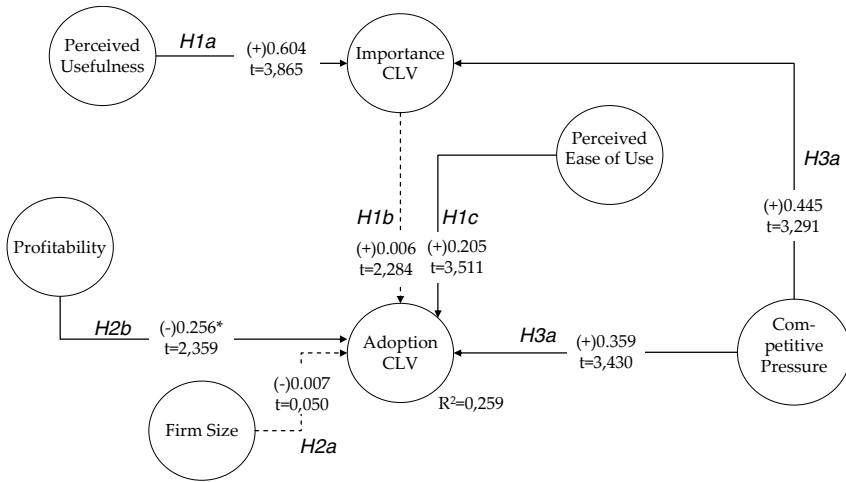 Perceived
Usefulness
H1a
(+)0.604
t=3,865
Importance
CLV
Perceived
Ease of Use
H3a
(+)0.445
t=3,291
H1b
(+)0.006
t=2,284
H1c
(+)0.205
t=3,511
Profitability
H2b
(-)0.256*
t=2,359
Adoption
CLV
H3a
(+)0.359
t=3,430
Com-
petitive
Pressure
(-)0.007
t=0,050
R²=0,259
Firm Size
H2a